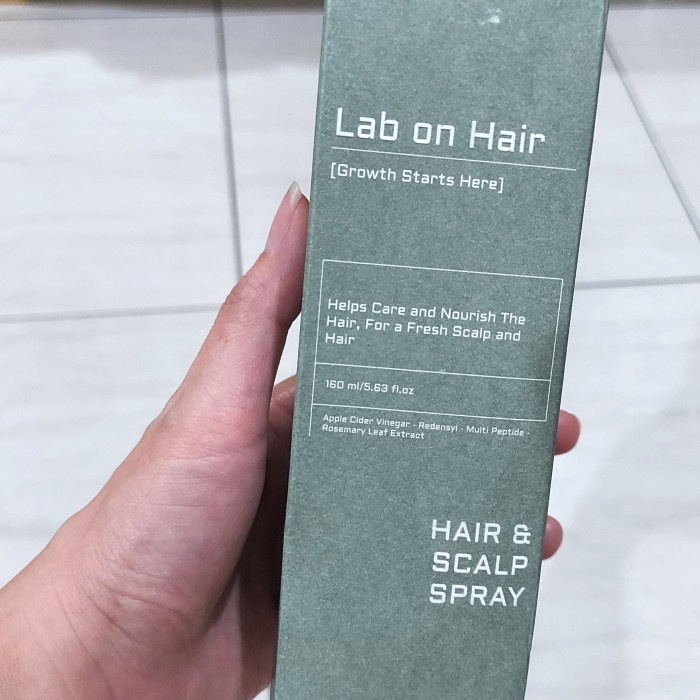 Lab on Hair
[Growth Starts Here]
Helps Care and Nourish The
Hair, For a Fresh Scalp and
Hair
160 ml/5.63 fl.oz
Apple Cider Vinegar - Redensyl - Multi Peptide -
Rosemary Leaf Extract
HAIR &
SCALP
SPRAY